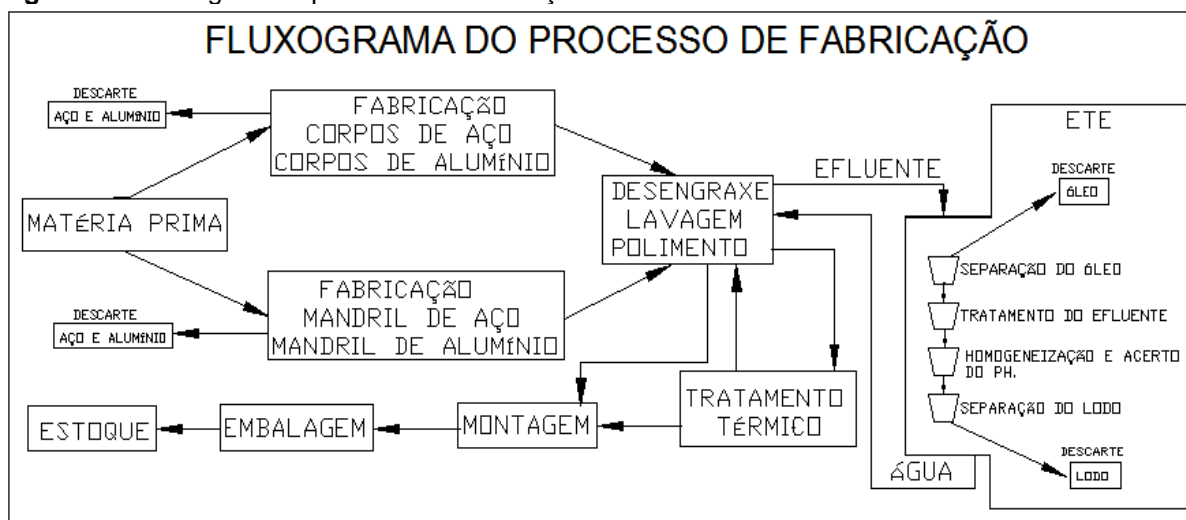 FLUXOGRAMA DO PROCESSO DE FABRICAÇÃO
DESCARTE
AÇO E ALUMÍNIO
FABRICAÇÃO
CORPOS DE AÇO
CORPOS DE ALUMÍNIO
MATÉRIA PRIMA
DESCARTE
AÇO E ALUMÍNIO
FABRICAÇÃO
MANDRIL DE AÇO
MANDRIL DE ALUMÍNIO
DESENGRAXE
LAVAGEM
POLIMENTO
EFLUENTE
TRATAMENTO
TÉRMICO
MONTAGEM
EMBALAGEM
ESTOQUE
ÁGUA
ETE
DESCARTE
ÓLEO
SEPARAÇÃO DO ÓLEO
TRATAMENTO DO EFLUENTE
HOMOGENEIZAÇÃO E ACERTO
DO PH.
SEPARAÇÃO DO LODO
DESCARTE
LODO